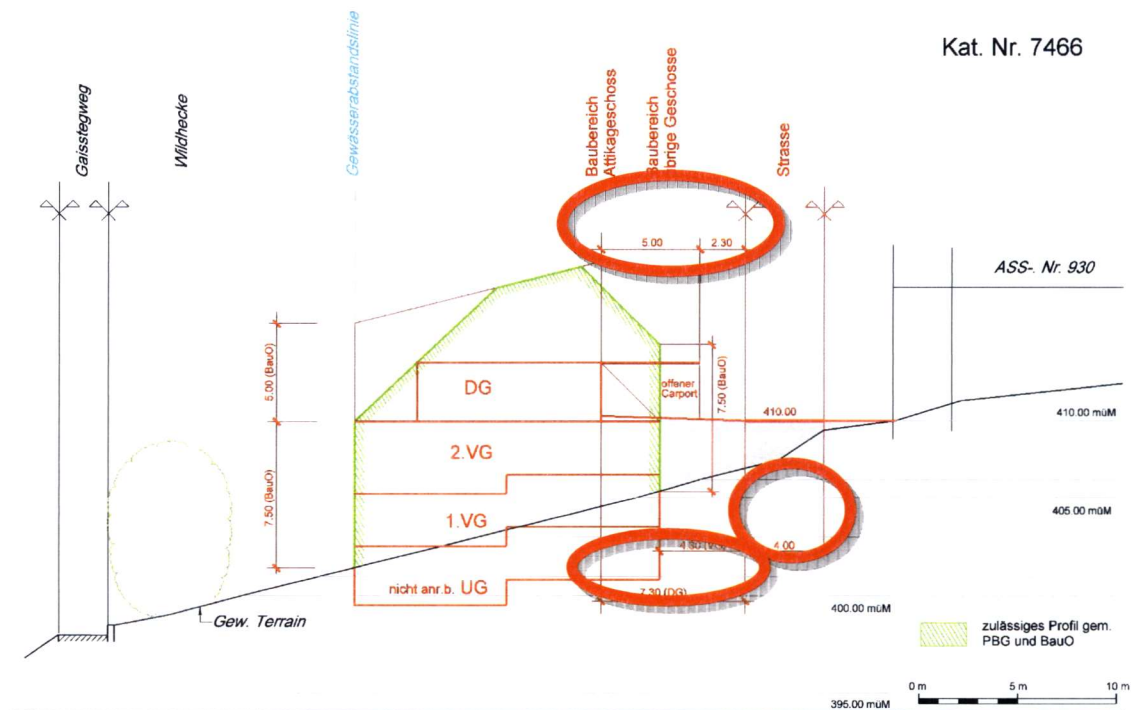 Kat. Nr. 7466
Gaisstegweg
Wildhecke
Gewässerabstandslinie
Baubereich
Attikageschoss
Baubereich
übrige Geschosse
Strasse
5.00
2.30
ASS-. Nr. 930
5.00 (BauO)
7.50 (BauO)
DG
offener
Carport
7.50 (BauO)
410.00
410.00 müM
2.VG
1.VG
405.00 müM
4.00
nicht anr.b. UG
7.30 (DG)
400.00 müM
Gew. Terrain
zulässiges Profil gem.
PBG und BauO
0 m
5 m
10 m
395.00 müM